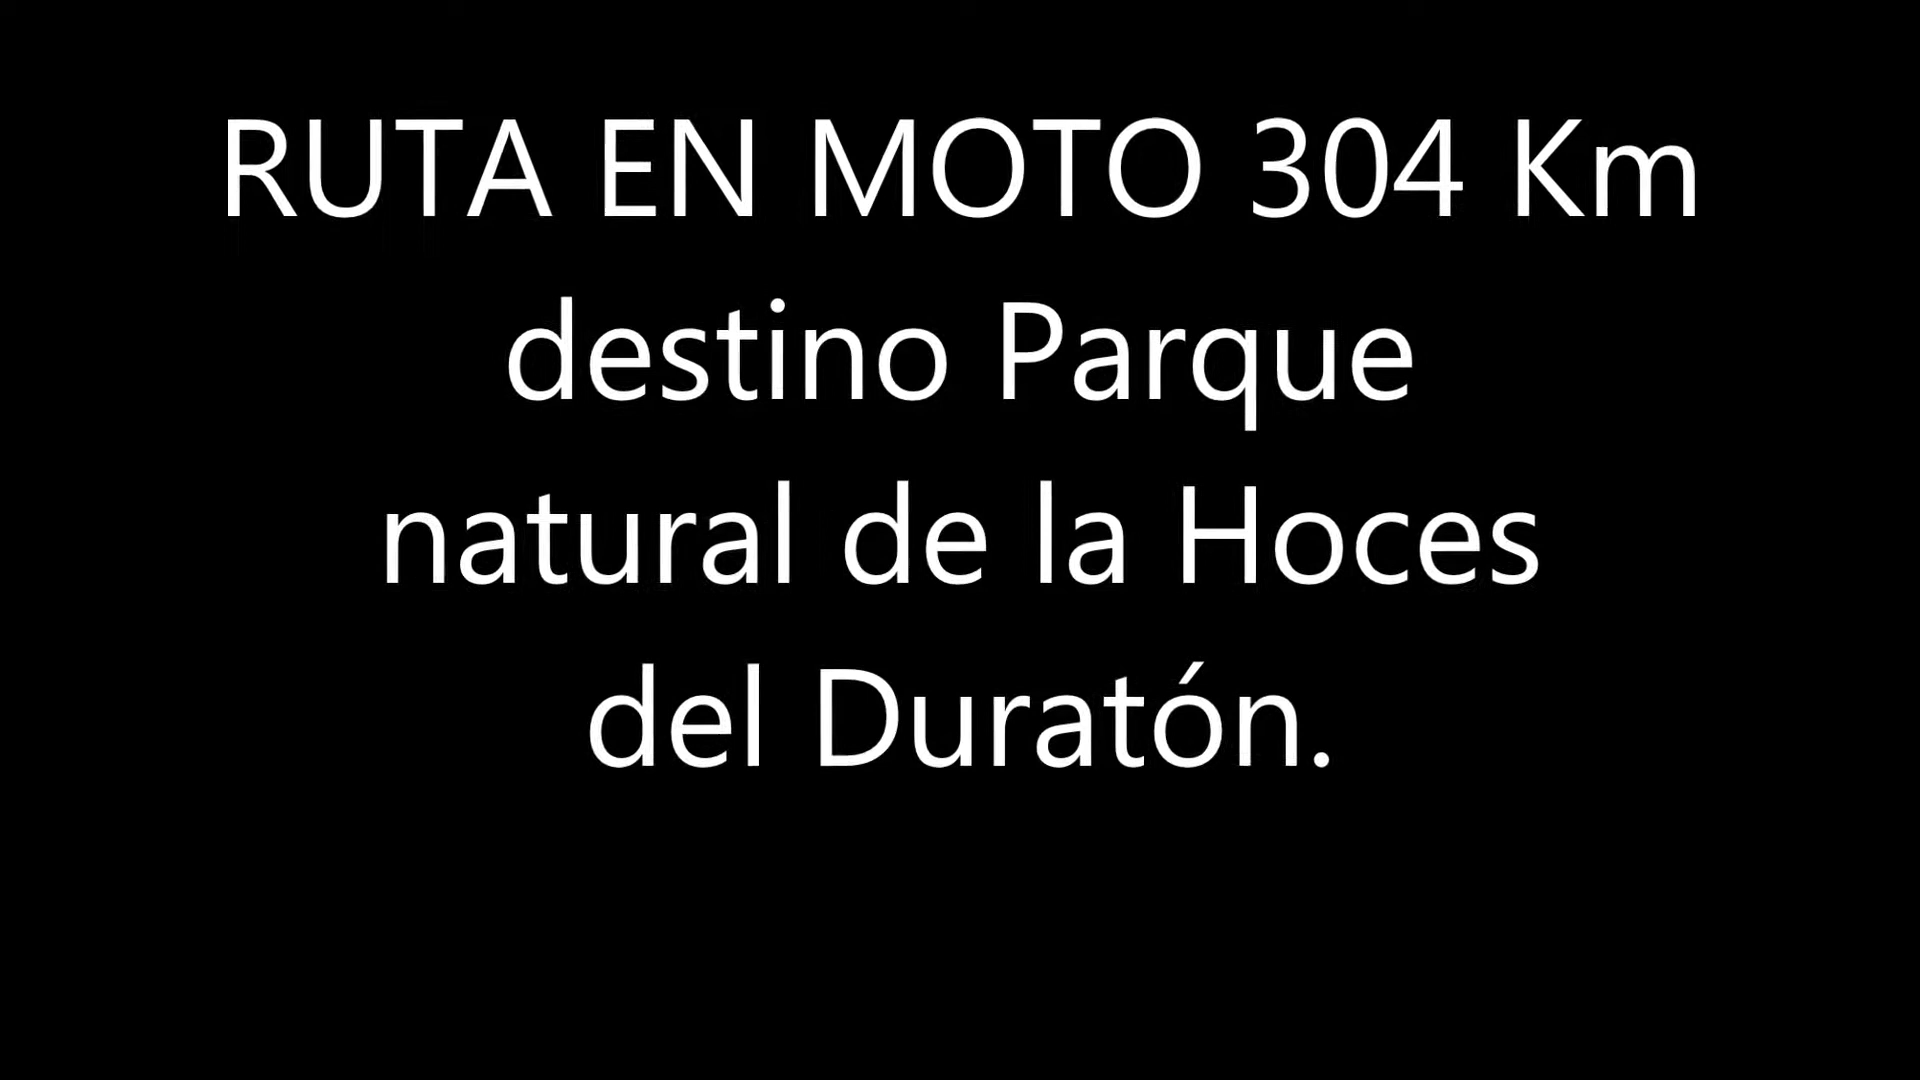 RUTA EN MOTO 304 Km
destino Parque
natural de la Hoces
del Duratón.